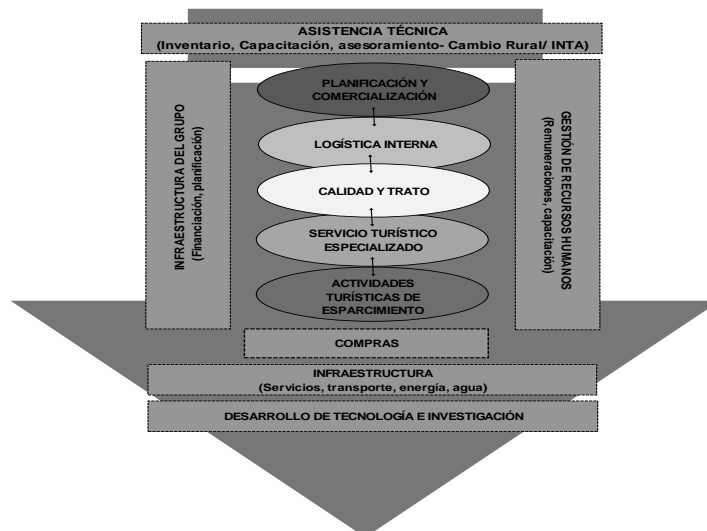 ASISTENCIA TÉCNICA
(Inventario, Capacitación, asesoramiento- Cambio Rural/ INTA)
INFRAESTRUCTURA DEL GRUPO
(Financiación, planificación)
PLANIFICACIÓN Y
COMERCIALIZACIÓN
LOGÍSTICA INTERNA
CALIDAD Y TRATO
SERVICIO TURÍSTICO
ESPECIALIZADO
ACTIVIDADES
TURÍSTICAS DE
ESPARCIMIENTO
GESTIÓN DE RECURSOS HUMANOS
(Remuneraciones, capacitación)
COMPRAS
INFRAESTRUCTURA
(Servicios, transporte, energía, agua)
DESARROLLO DE TECNOLOGÍA E INVESTIGACIÓN